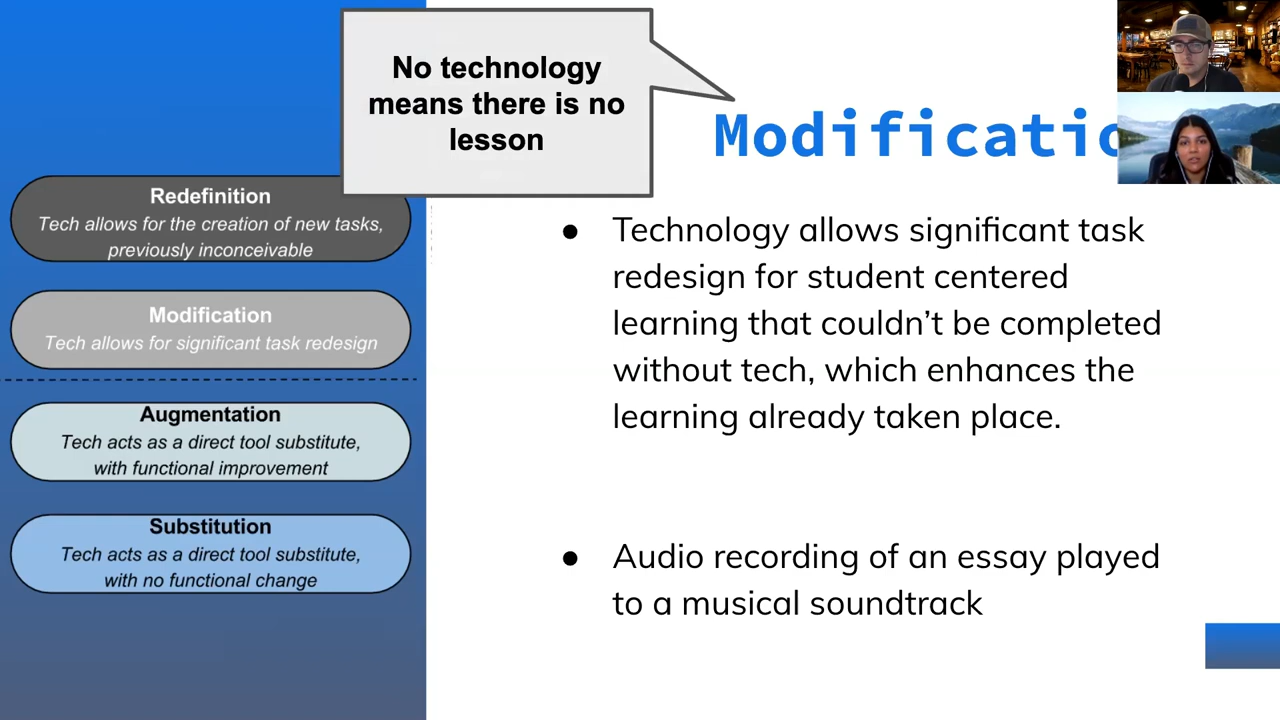 No technology
means there is no
lesson
Modificatio
Redefinition
Tech allows for the creation of new tasks,
previously inconceivable
Modification
Tech allows for significant task redesign
Augmentation
Tech acts as a direct tool substitute,
with functional improvement
Substitution
Tech acts as a direct tool substitute,
with no functional change
● Technology allows significant task
redesign for student centered
learning that couldn’t be completed
without tech, which enhances the
learning already taken place.
● Audio recording of an essay played
to a musical soundtrack